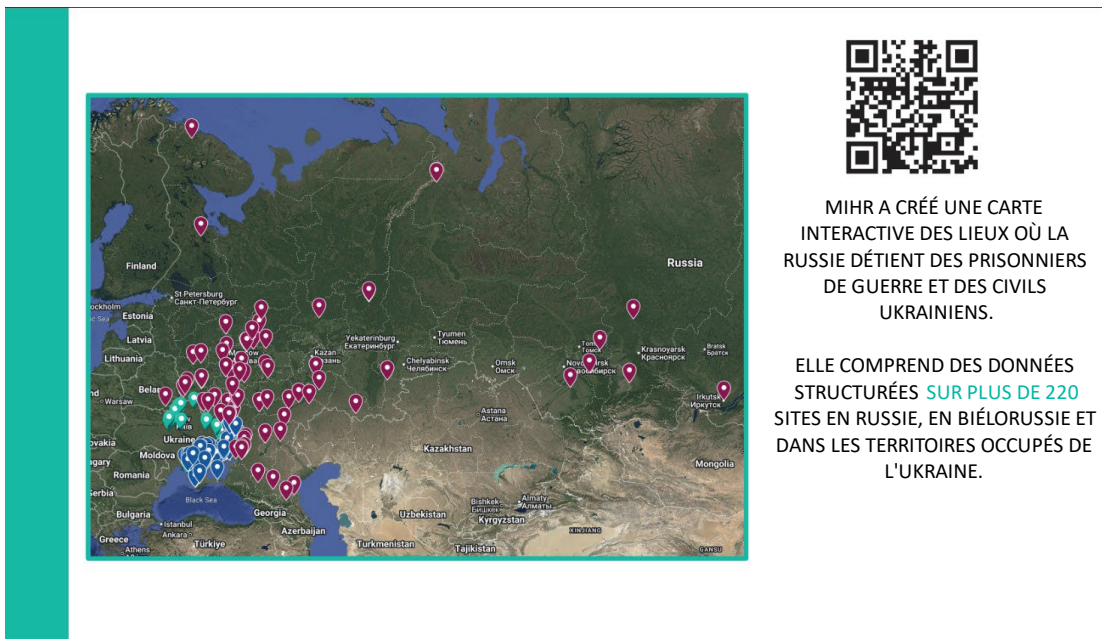 MIHR A CRÉÉ UNE CARTE
INTERACTIVE DES LIEUX OÙ LA
RUSSIE DÉTIENT DES PRISONNIERS
DE GUERRE ET DES CIVILS
UKRAINIENS.
ELLE COMPREND DES DONNÉES
STRUCTURÉES SUR PLUS DE 220
SITES EN RUSSIE, EN BIÉLORUSSIE ET
DANS LES TERRITOIRES OCCUPÉS DE
L'UKRAINE.
Finland
Russia
St Petersburg
Санкт-Петербург
Estonia
Latvia
Lithuania
Warsaw
Yekaterinburg
Екатеринбург
Tyumen
Тюмень
Kazan
Chelyabinsk
Челябинск
Omsk
Омск
Томск
Krasnoyarsk
Красноярск
Bratsk
Братск
Иркутск
Astana
Астана
Ukraine
Moldova
Romania
Kazakhstan
Mongolia
Black Sea
Bulgaria
Georgia
Istanbul
Ankara
Azerbaijan
Greece
Athens
Türkiye
Uzbekistan
Bishkek
Бишкек
Almaty
Алматы
Kyrgyzstan
Turkmenistan
Tajikistan
XINJIANG
GANSU